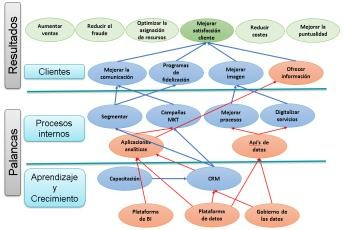 Resultados
Aumentar
ventas
Reducir el
fraude
Optimizar la
asignación
de recursos
Mejorar
satisfacción
cliente
Reducir
costes
Mejorar la
puntualidad
Clientes
Mejorar la
comunicación
Programas
de
fidelización
Mejorar
imagen
Ofrecer
información
Palancas
Procesos
internos
Segmentar
Campañas
MKT
Mejorar
procesos
Digitalizar
servicios
Aplicaciones
analíticas
Api's de
datos
Aprendizaje
y
Crecimiento
Capacitación
CRM
Plataforma
de BI
Plataforma
de datos
Gobierno de
los datos